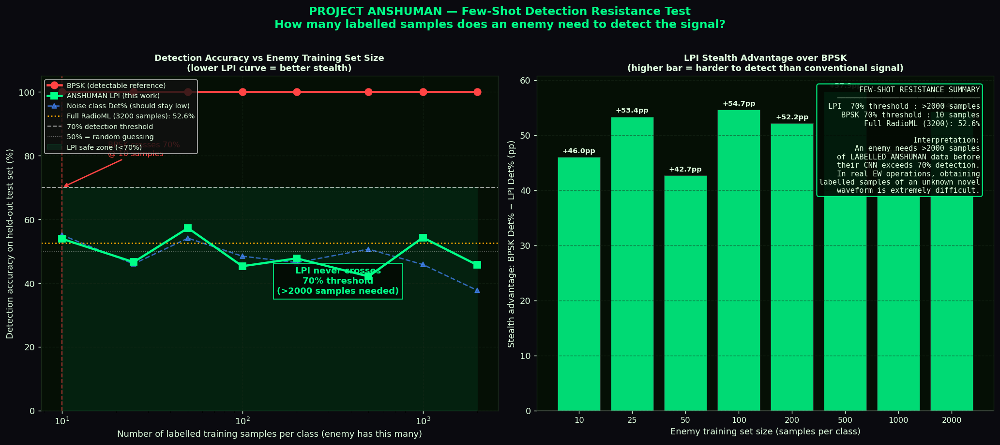 PROJECT ANSHUMAN — Few-Shot Detection Resistance Test
How many labelled samples does an enemy need to detect the signal?
Detection Accuracy vs Enemy Training Set Size
(lower LPI curve = better stealth)
Detection accuracy on held-out test set (%)
100
80
60
40
20
0
BPSK (detectable reference)
ANSHUMAN LPI (this work)
Noise class Det% (should stay low)
Full RadioML (3200 samples): 52.6%
70% detection threshold
50% = random guessing
LPI safe zone (<70%)
BPSK crosses 70%
@ 10 samples
LPI never crosses
70% threshold
(>2000 samples needed)
10¹
10²
10³
Number of labelled training samples per class (enemy has this many)
LPI Stealth Advantage over BPSK
(higher bar = harder to detect than conventional signal)
Stealth advantage: BPSK Det% − LPI Det% (pp)
60
50
40
30
20
10
0
+46.0pp
+53.4pp
+42.7pp
+54.7pp
+52.2pp
+57.9pp
FEW-SHOT RESISTANCE SUMMARY
LPI 70% threshold : >2000 samples
BPSK 70% threshold : 10 samples
Full RadioML (3200): 52.6%
Interpretation:
An enemy needs >2000 samples
of LABELLED ANSHUMAN data before
their CNN exceeds 70% detection.
In real EW operations, obtaining
labelled samples of an unknown novel
waveform is extremely difficult.
10
25
50
100
200
500
1000
2000
Enemy training set size (samples per class)